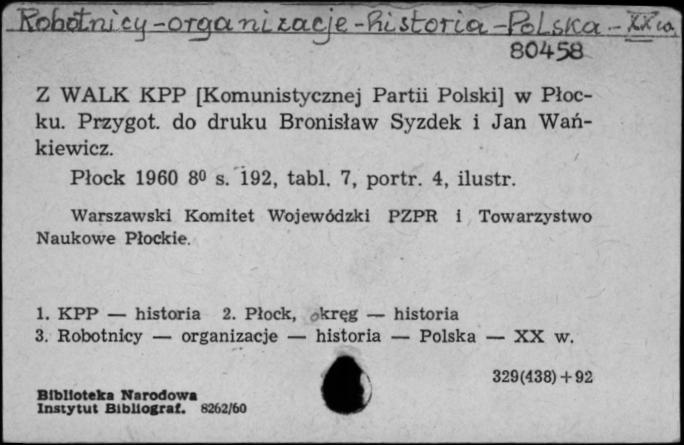 Robotnicy-organizacje-historia-Polska-XX w.
80458
Z WALK KPP [Komunistycznej Partii Polski] w Płoc-
ku. Przygot. do druku Bronisław Syzdek i Jan Wań-
kiewicz.
Płock 1960 8⁰ s. 192, tabl. 7, portr. 4, ilustr.
Warszawski Komitet Wojewódzki PZPR i Towarzystwo
Naukowe Płockie.
1. KPP — historia 2. Płock, okręg — historia
3. Robotnicy — organizacje — historia — Polska — XX w.
329(438)+92
Biblioteka Narodowa
Instytut Bibliograf. 8262/60